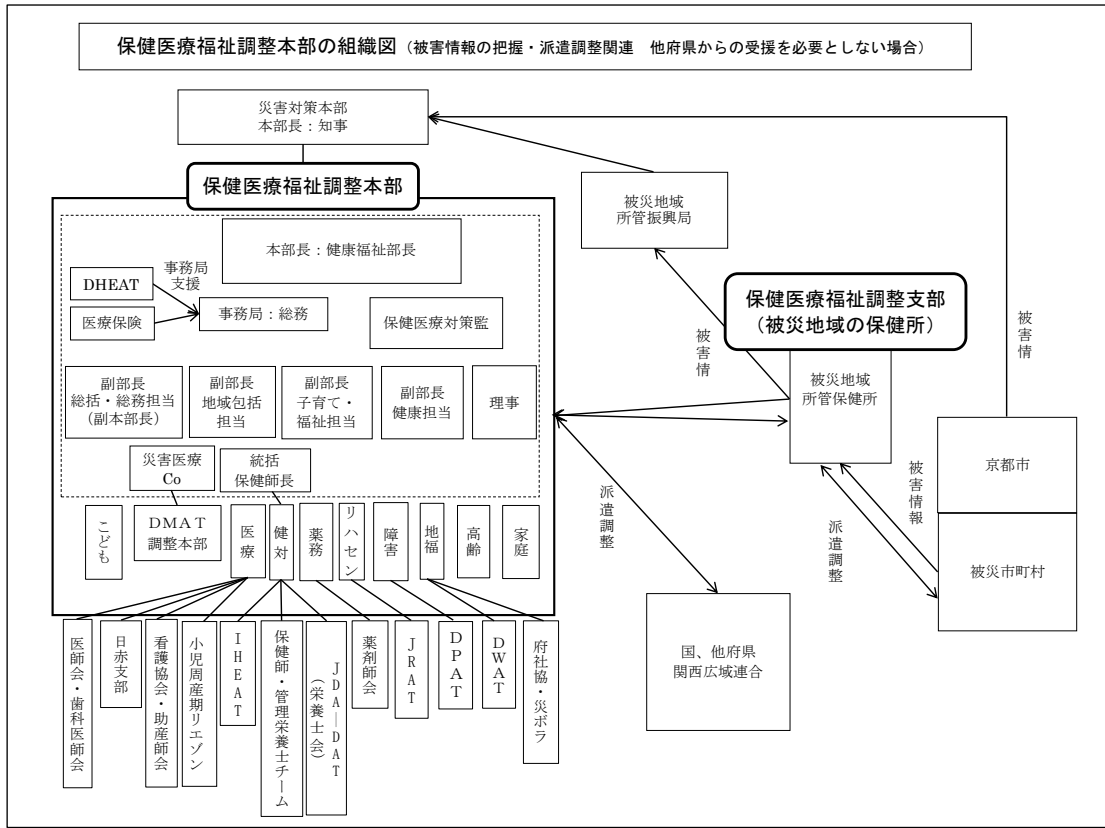 保健医療福祉調整本部の組織図（被害情報の把握・派遣調整関連　他府県からの受援を必要としない場合）
災害対策本部
本部長：知事
保健医療福祉調整本部
被災地域
所管振興局
本部長：健康福祉部長
事務局
支援
DHEAT
医療保険
事務局：総務
保健医療対策監
保健医療福祉調整支部
（被災地域の保健所）
被害情
被害情
副部長
総括・総務担当
（副本部長）
副部長
地域包括
担当
副部長
子育て・
福祉担当
副部長
健康担当
理事
被災地域
所管保健所
災害医療
Co
統括
保健師長
京都市
被害情報
派遣調整
派遣調整
こども
ＤＭＡＴ
調整本部
医療
健対
薬務
リハセン
障害
地福
高齢
家庭
被災市町村
国、他府県
関西広域連合
医師会・歯科医師会
日赤支部
看護協会・助産師会
小児周産期リエゾン
ＩＨＥＡＴ
保健師・管理栄養士チーム
ＪＤＡ―ＤＡＴ
（栄養士会）
薬剤師会
ＪＲＡＴ
ＤＰＡＴ
ＤＷＡＴ
府社協・災ボラ